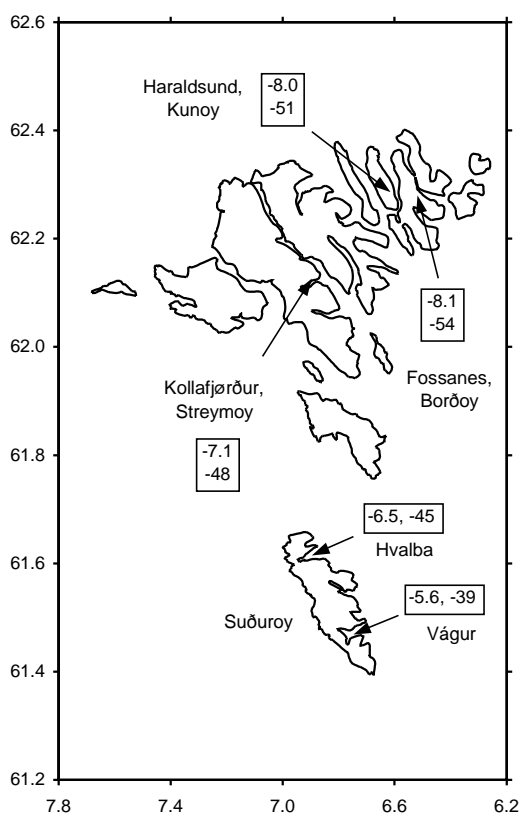 62.6
Haraldsund,
Kunoy
-8.0
-51
62.4
62.2
-8.1
-54
62.0
Fossanes,
Borðoy
Kollafjørður,
Streymoy
61.8
-7.1
-48
-6.5, -45
Hvalba
61.6
-5.6, -39
Suðuroy
Vágur
61.4
61.2
7.8 7.4 7.0 6.6 6.2